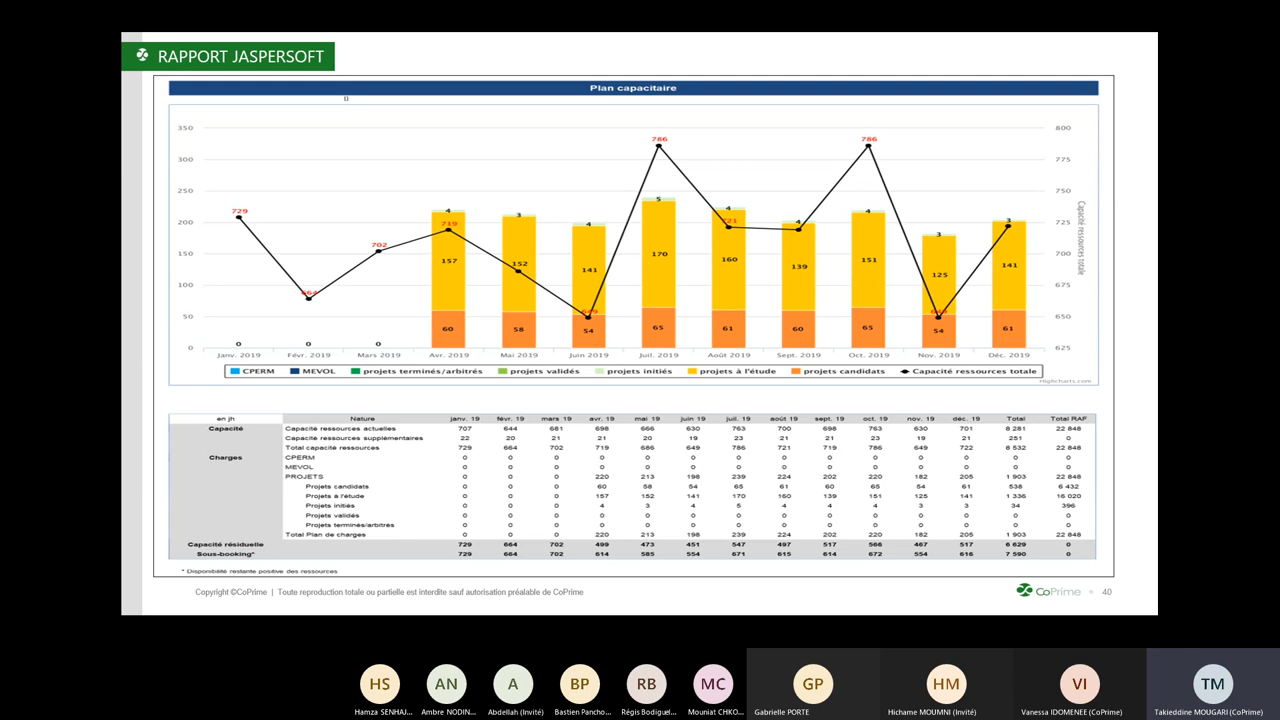 RAPPORT JASPERSOFT
Plan capacitaire
()
350 800
300 775
250 750
200 725
150 700
100 675
50 650
0 625
Capacité ressources totale
729 702 719 786 721 786
4 3 4 5 4 4 4 3 3
157 152 141 170 160 139 151 125 141
60 58 54 65 61 60 65 54 61
0 0 0
Janv. 2019 Févr. 2019 Mars 2019 Avr. 2019 Mai 2019 Juin 2019 Juil. 2019 Août 2019 Sept. 2019 Oct. 2019 Nov. 2019 Déc. 2019
CPERM MEVOL projets terminés/arbitrés projets validés projets initiés projets à l'étude projets candidats Capacité ressources totale
Highcharts.com
en jh Nature janv. 19 févr. 19 mars 19 avr. 19 mai 19 juin 19 juil. 19 août 19 sept. 19 oct. 19 nov. 19 déc. 19 Total Total RAF
Capacité Capacité ressources actuelles 707 644 681 698 666 630 763 700 698 763 630 701 8 281 22 848
Capacité ressources supplémentaires 22 20 21 21 20 19 23 21 21 23 19 21 251 0
Total capacité ressources 729 664 702 719 686 649 786 721 719 786 649 722 8 532 22 848
Charges CPERM 0 0 0 0 0 0 0 0 0 0 0 0 0 0
MEVOL 0 0 0 0 0 0 0 0 0 0 0 0 0 0
PROJETS 0 0 0 220 213 198 239 224 202 220 182 205 1 903 22 848
Projets candidats 0 0 0 60 58 54 65 61 60 65 54 61 538 6 432
Projets à l'étude 0 0 0 157 152 141 170 160 139 151 125 141 1 336 16 020
Projets initiés 0 0 0 4 3 4 5 4 4 4 3 3 34 396
Projets validés 0 0 0 0 0 0 0 0 0 0 0 0 0 0
Projets terminés/arbitrés 0 0 0 0 0 0 0 0 0 0 0 0 0 0
Total Plan de charges 0 0 0 220 213 198 239 224 202 220 182 205 1 903 22 848
Capacité résiduelle 729 664 702 499 473 451 547 497 517 566 467 517 6 629 0
Sous-booking* 729 664 702 614 585 554 671 615 614 672 554 616 7 590 0
* Disponibilité restante positive des ressources
Copyright ©CoPrime | Toute reproduction totale ou partielle est interdite sauf autorisation préalable de CoPrime
CoPrime 40
HS AN A BP RB MC GP HM VI TM
Hamza SENHAJ... Ambre NODIN... Abdellah (Invité) Bastien Pancho... Régis Bodiguel... Mouniat CHKO... Gabrielle PORTE Hichame MOUMNI (Invité) Vanessa IDOMENEE (CoPrime) Takieddine MOUGARI (CoPrime)